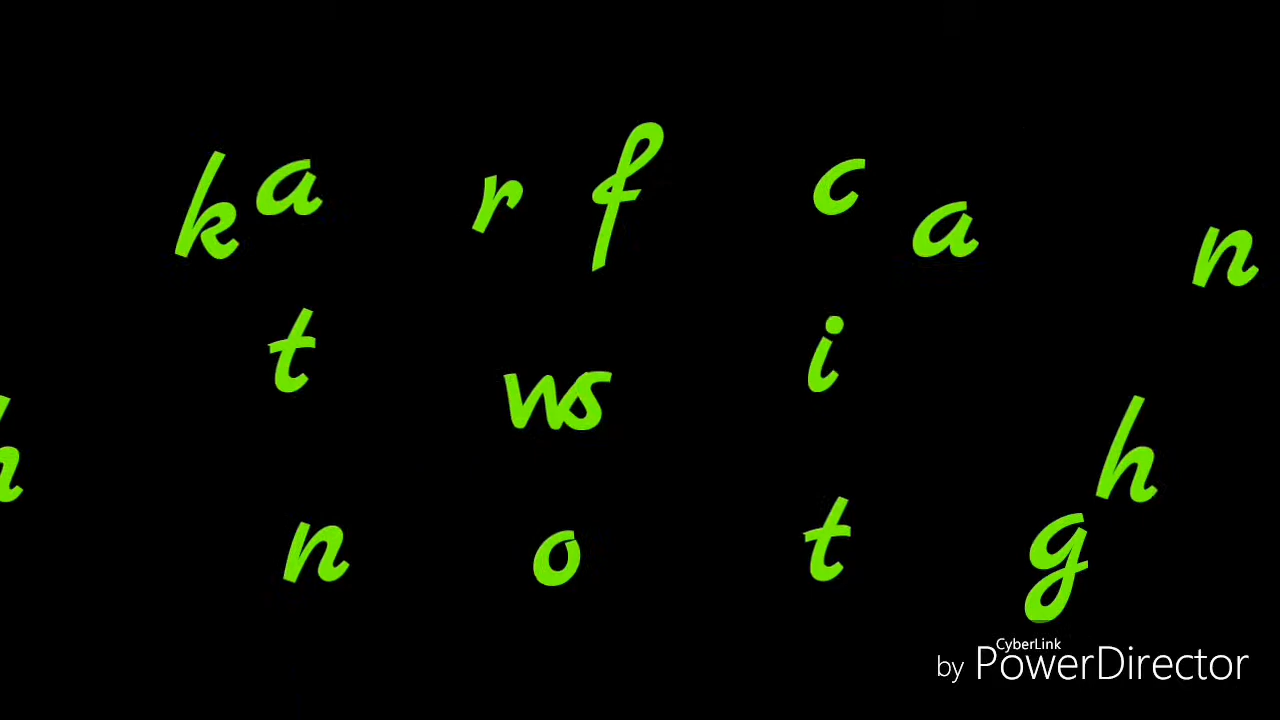 k a r f c a n
t ws i
h h
n o t g
CyberLink
by PowerDirector